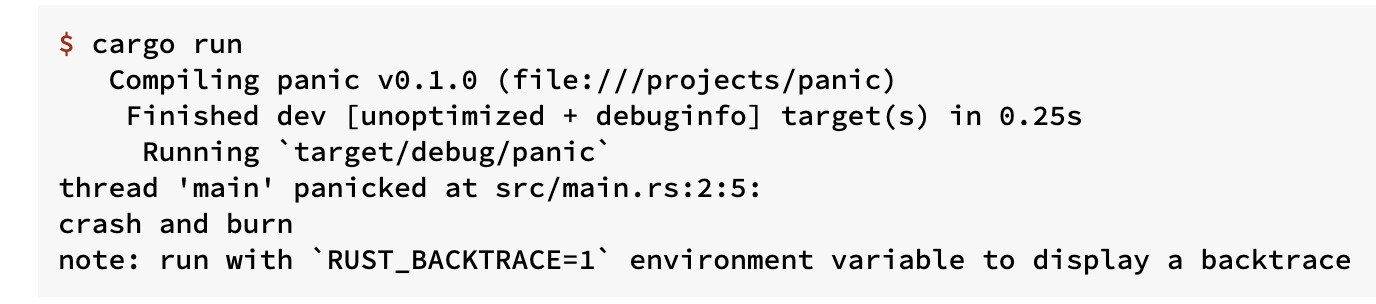 $ cargo run
   Compiling panic v0.1.0 (file:///projects/panic)
    Finished dev [unoptimized + debuginfo] target(s) in 0.25s
     Running `target/debug/panic`
thread 'main' panicked at src/main.rs:2:5:
crash and burn
note: run with `RUST_BACKTRACE=1` environment variable to display a backtrace